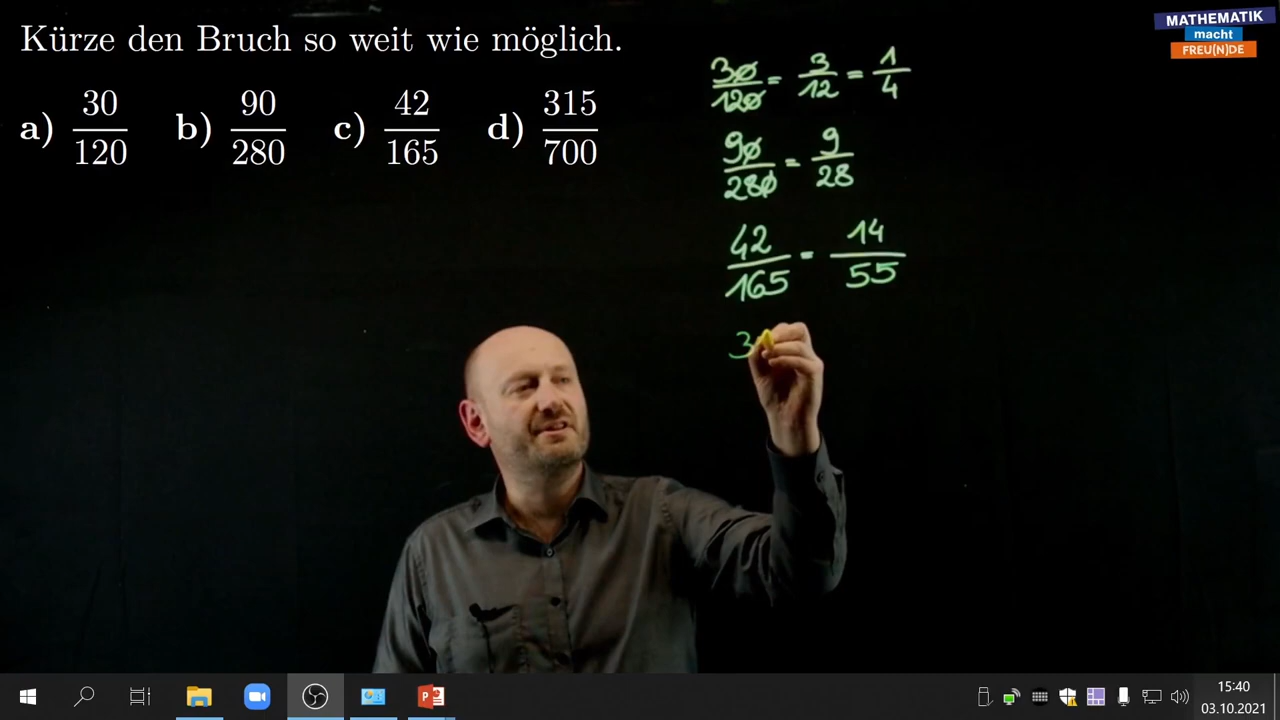 Kürze den Bruch so weit wie möglich.
a) 30/120 b) 90/280 c) 42/165 d) 315/700
30/120 = 3/12 = 1/4
90/280 = 9/28
42/165 = 14/55
3
MATHEMATIK
macht
FREU(N)DE
15:40
03.10.2021